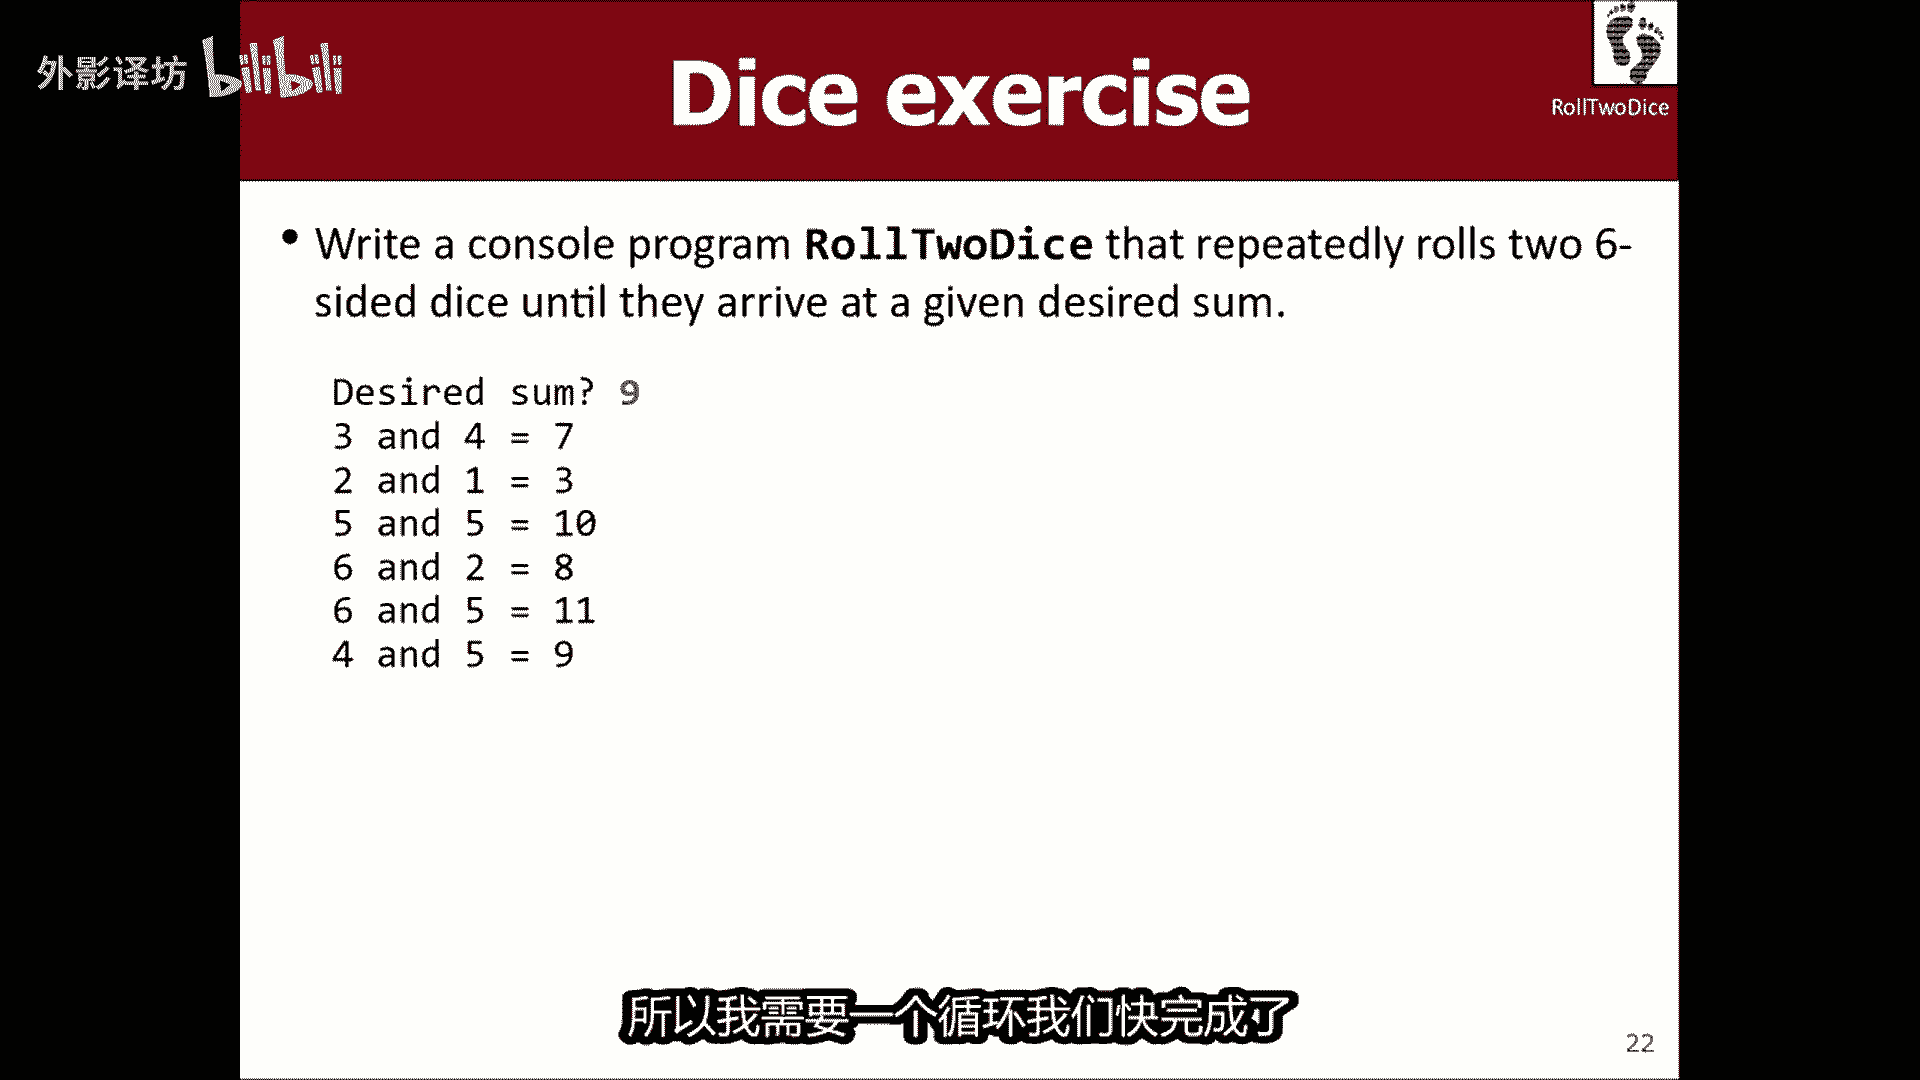 外影译坊 bilibili
Dice exercise
RollTwoDice
• Write a console program RollTwoDice that repeatedly rolls two 6-
sided dice until they arrive at a given desired sum.
Desired sum? 9
3 and 4 = 7
2 and 1 = 3
5 and 5 = 10
6 and 2 = 8
6 and 5 = 11
4 and 5 = 9
所以我需要一个循环我们快完成了
22